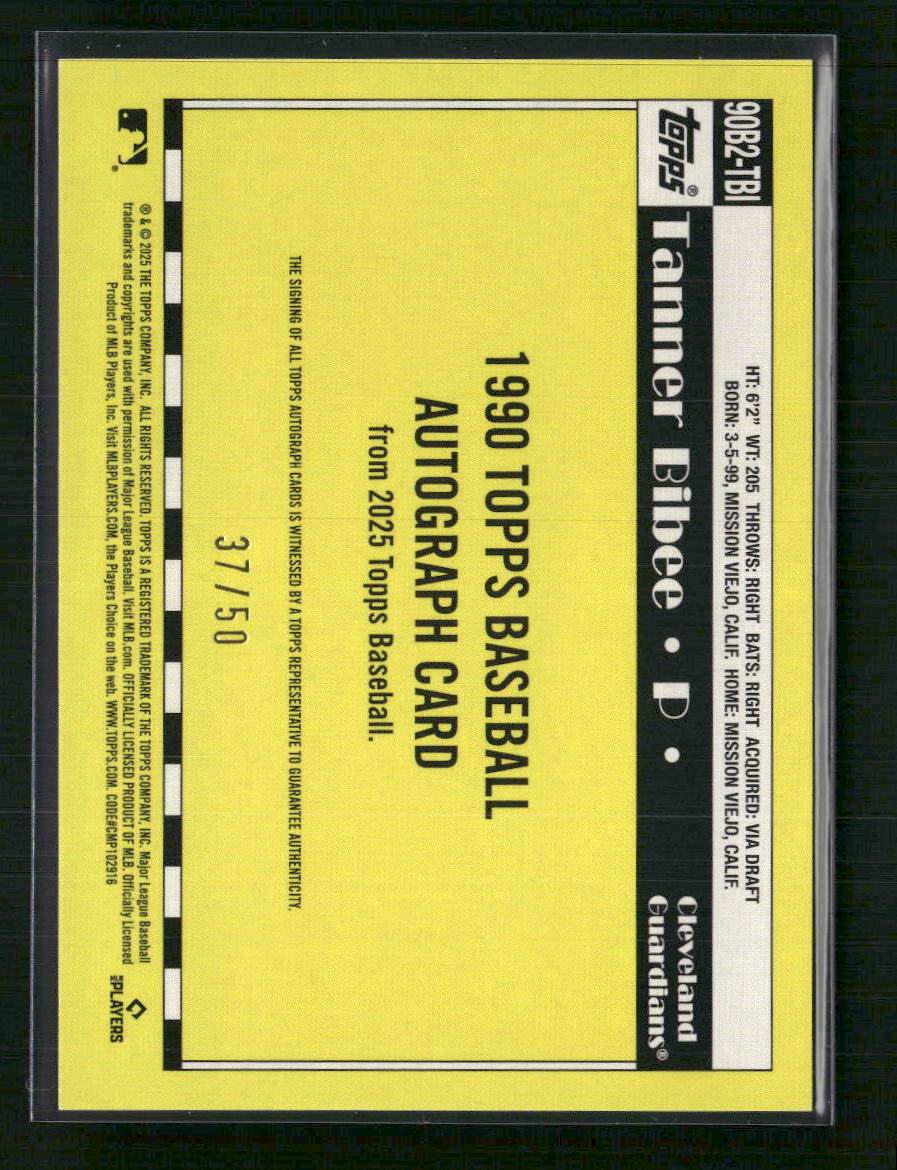 90B2-TBI
HT: 6'2" WT: 205 THROWS: RIGHT BATS: RIGHT ACQUIRED: VIA DRAFT
BORN: 3-5-99, MISSION VIEJO, CALIF. HOME: MISSION VIEJO, CALIF.
topps®
Tanner Bibee • P •
Cleveland
Guardians®
1990 TOPPS BASEBALL
AUTOGRAPH CARD
from 2025 Topps Baseball.
THE SIGNING OF ALL TOPPS AUTOGRAPH CARDS IS WITNESSED BY A TOPPS REPRESENTATIVE TO GUARANTEE AUTHENTICITY.
37/50
® & © 2025 THE TOPPS COMPANY, INC. ALL RIGHTS RESERVED. TOPPS IS A REGISTERED TRADEMARK OF THE TOPPS COMPANY, INC. Major League Baseball
trademarks and copyrights are used with permission of Major League Baseball. Visit MLB.com. OFFICIALLY LICENSED PRODUCT OF MLB. Officially Licensed
Product of MLB Players, Inc. Visit MLBPLAYERS.COM, the Players Choice on the web. WWW.TOPPS.COM. CODE#CMP102916
®
MLB PLAYERS